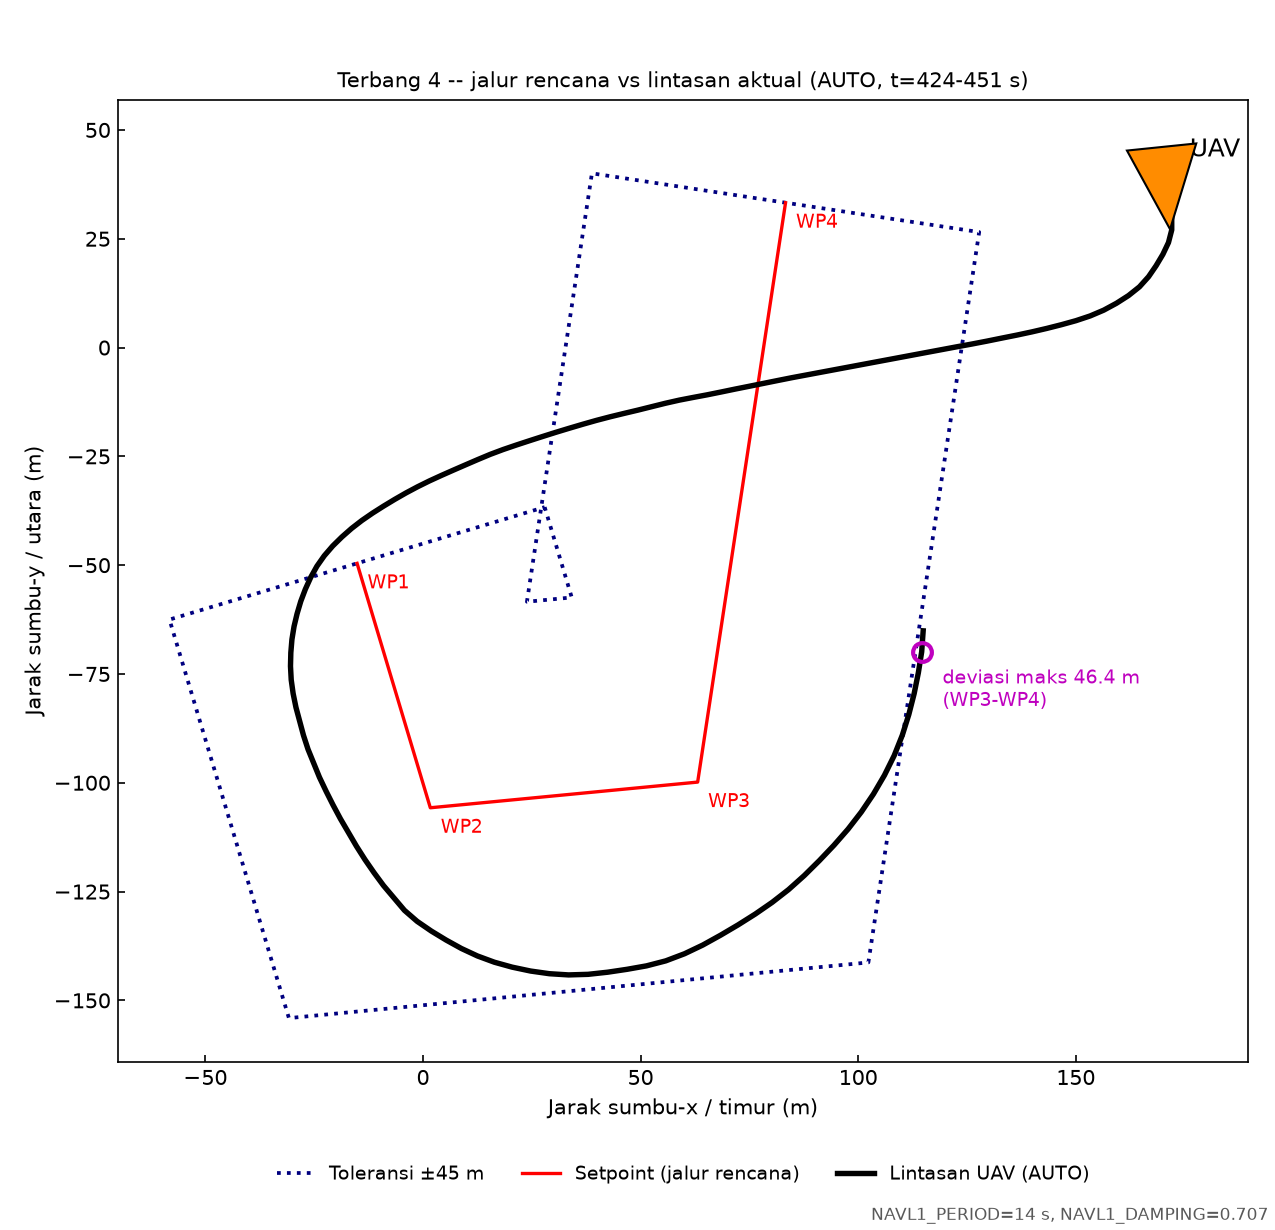 Terbang 4 -- jalur rencana vs lintasan aktual (AUTO, t=424-451 s)
50
25
0
−25
−50
−75
−100
−125
−150
Jarak sumbu-y / utara (m)
UAV
WP4
WP1
WP2
WP3
deviasi maks 46.4 m
(WP3-WP4)
−50
0
50
100
150
Jarak sumbu-x / timur (m)
Toleransi ±45 m
Setpoint (jalur rencana)
Lintasan UAV (AUTO)
NAVL1_PERIOD=14 s, NAVL1_DAMPING=0.707